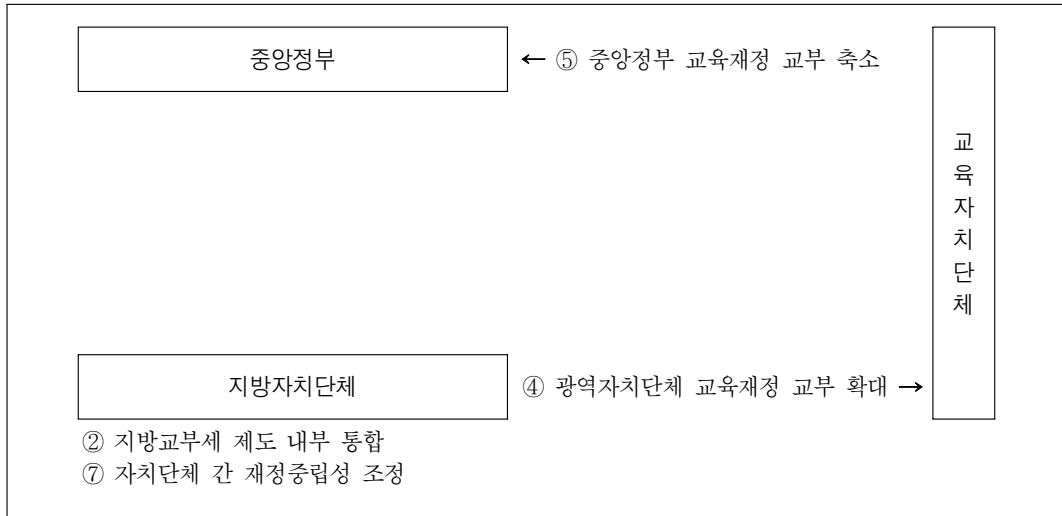 중앙정부
← ⑤ 중앙정부 교육재정 교부 축소
교육자치단체
지방자치단체
④ 광역자치단체 교육재정 교부 확대 →
② 지방교부세 제도 내부 통합
⑦ 자치단체 간 재정중립성 조정